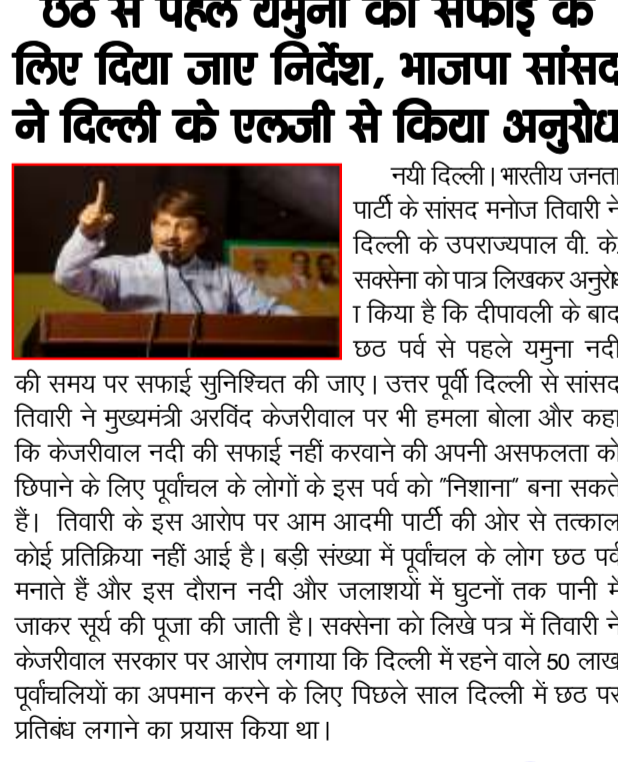 छठ से पहले यमुना की सफाई के
लिए दिया जाए निर्देश, भाजपा सांसद
ने दिल्ली के एलजी से किया अनुरोध
नयी दिल्ली। भारतीय जनता
पार्टी के सांसद मनोज तिवारी ने
दिल्ली के उपराज्यपाल वी. के.
सक्सेना को पात्र लिखकर अनुरोध
ा किया है कि दीपावली के बाद
छठ पर्व से पहले यमुना नदी
की समय पर सफाई सुनिश्चित की जाए। उत्तर पूर्वी दिल्ली से सांसद
तिवारी ने मुख्यमंत्री अरविंद केजरीवाल पर भी हमला बोला और कहा
कि केजरीवाल नदी की सफाई नहीं करवाने की अपनी असफलता को
छिपाने के लिए पूर्वांचल के लोगों के इस पर्व को "निशाना" बना सकते
हैं। तिवारी के इस आरोप पर आम आदमी पार्टी की ओर से तत्काल
कोई प्रतिक्रिया नहीं आई है। बड़ी संख्या में पूर्वांचल के लोग छठ पर्व
मनाते हैं और इस दौरान नदी और जलाशयों में घुटनों तक पानी में
जाकर सूर्य की पूजा की जाती है। सक्सेना को लिखे पत्र में तिवारी ने
केजरीवाल सरकार पर आरोप लगाया कि दिल्ली में रहने वाले 50 लाख
पूर्वांचलियों का अपमान करने के लिए पिछले साल दिल्ली में छठ पर
प्रतिबंध लगाने का प्रयास किया था।